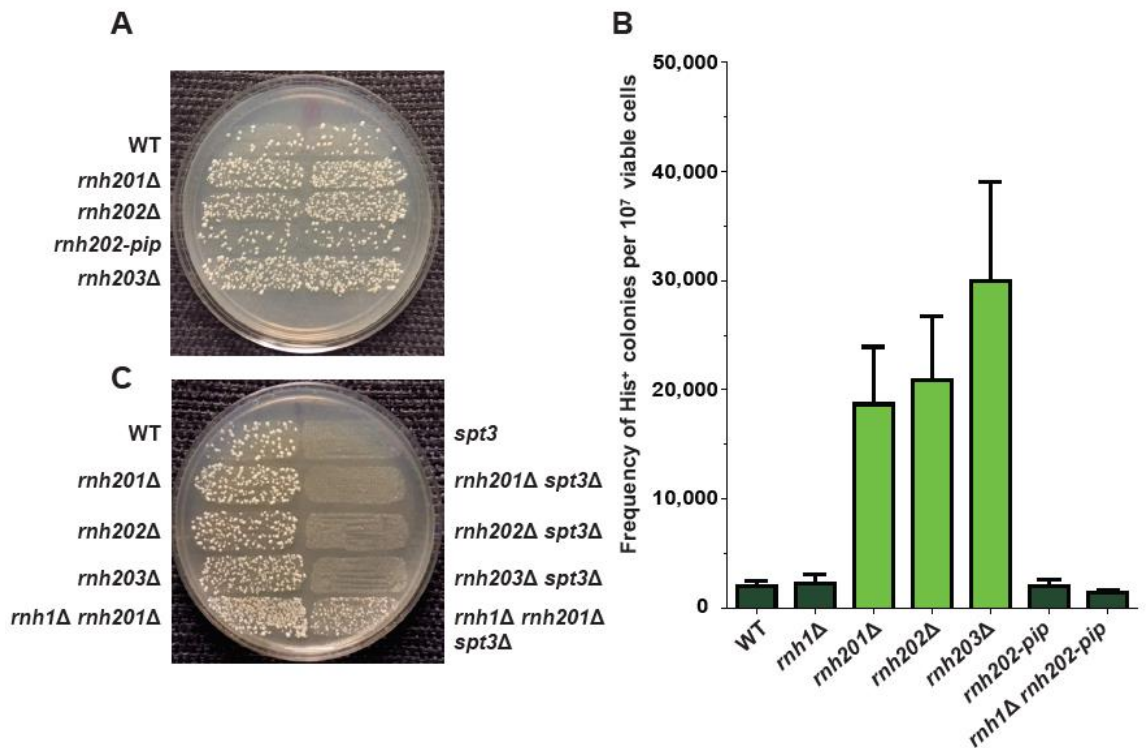 A
WT
rnh201Δ
rnh202Δ
rnh202-pip
rnh203Δ
B
Frequency of His⁺ colonies per 10⁷ viable cells
50,000
40,000
30,000
20,000
10,000
0
WT
rnh1Δ
rnh201Δ
rnh202Δ
rnh203Δ
rnh202-pip
rnh1Δ rnh202-pip
C
WT
rnh201Δ
rnh202Δ
rnh203Δ
rnh1Δ rnh201Δ
spt3
rnh201Δ spt3Δ
rnh202Δ spt3Δ
rnh203Δ spt3Δ
rnh1Δ rnh201Δ
spt3Δ